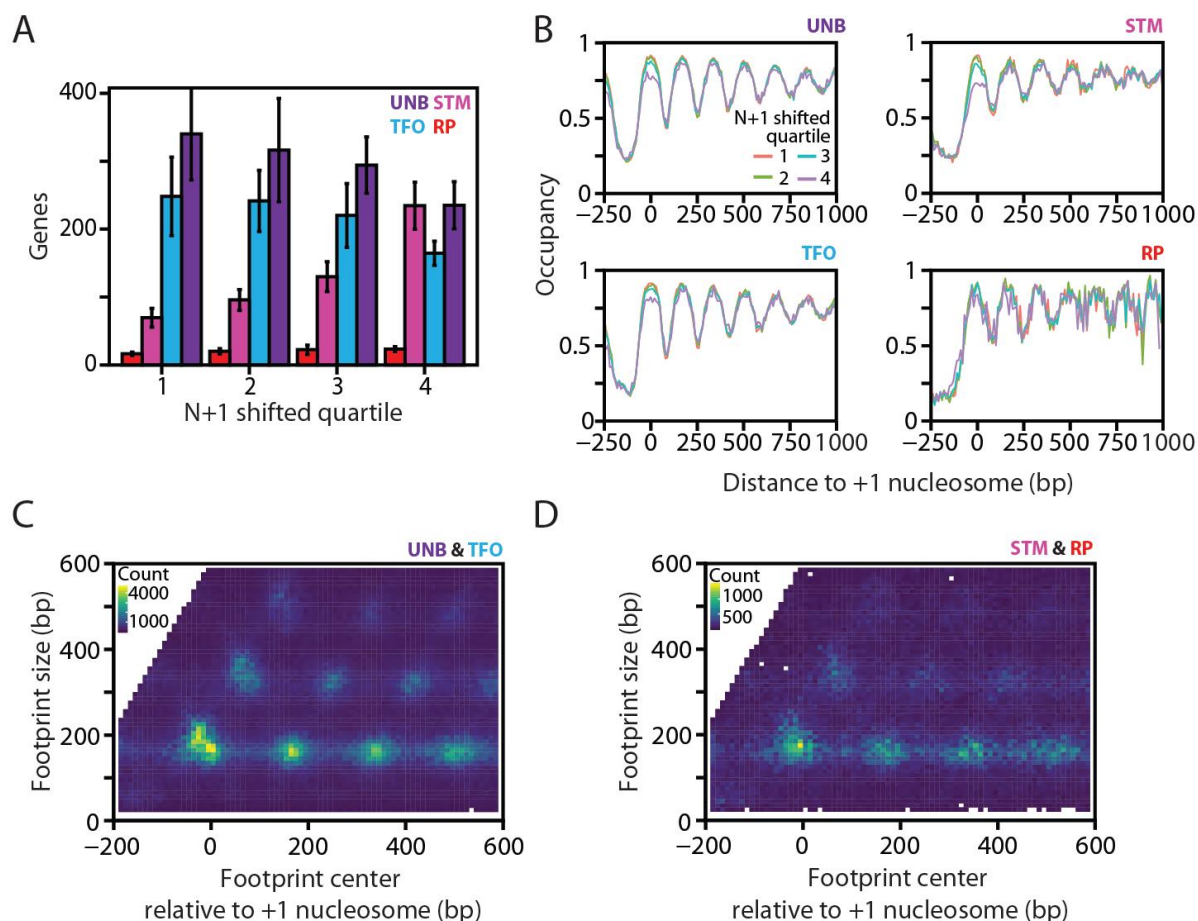 A
400
200
0
Genes
UNB STM
TFO RP
1 2 3 4
N+1 shifted quartile
B
UNB
1
0.5
0
−250 0 250 500 750 1000
N+1 shifted
quartile
1 3
2 4
STM
1
0.5
0
−250 0 250 500 750 1000
Occupancy
TFO
1
0.5
0
−250 0 250 500 750 1000
RP
1
0.5
0
−250 0 250 500 750 1000
Distance to +1 nucleosome (bp)
C
UNB & TFO
600
400
200
0
Footprint size (bp)
Count
4000
1000
−200 0 200 400 600
Footprint center
relative to +1 nucleosome (bp)
D
STM & RP
600
400
200
0
Footprint size (bp)
Count
1000
500
−200 0 200 400 600
Footprint center
relative to +1 nucleosome (bp)